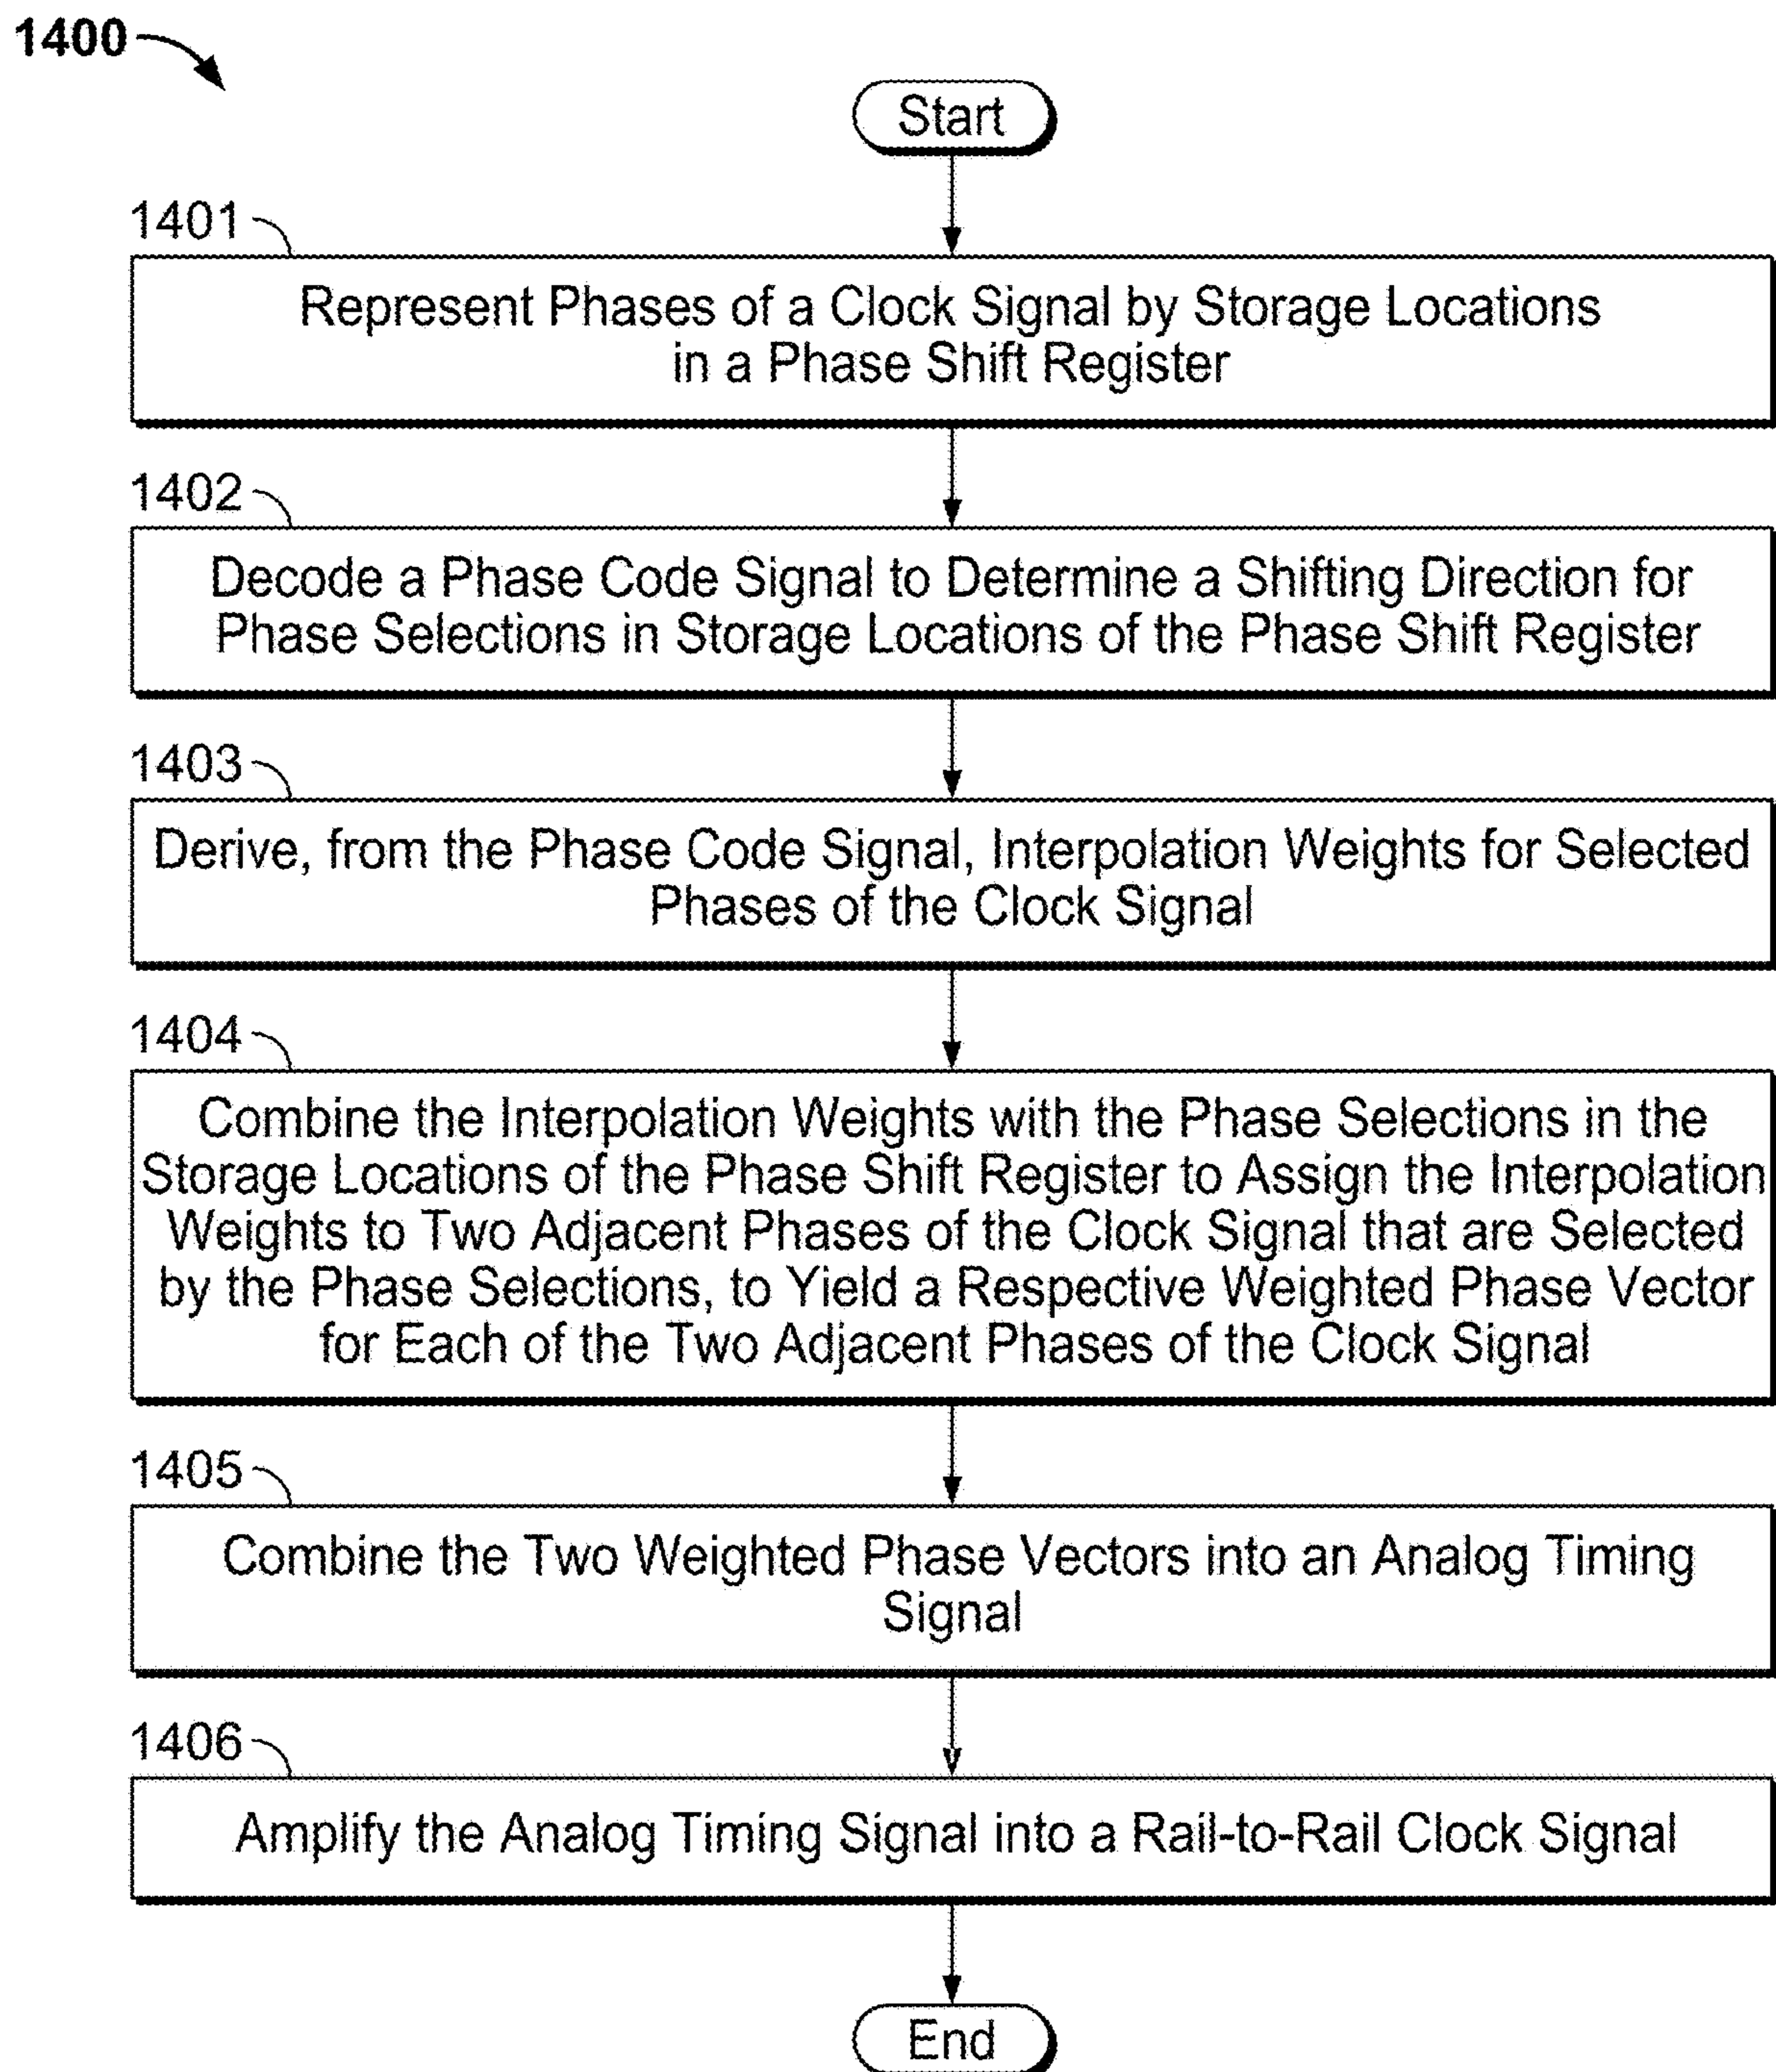 1400
Start
1401
Represent Phases of a Clock Signal by Storage Locations
in a Phase Shift Register
1402
Decode a Phase Code Signal to Determine a Shifting Direction for
Phase Selections in Storage Locations of the Phase Shift Register
1403
Derive, from the Phase Code Signal, Interpolation Weights for Selected
Phases of the Clock Signal
1404
Combine the Interpolation Weights with the Phase Selections in the
Storage Locations of the Phase Shift Register to Assign the Interpolation
Weights to Two Adjacent Phases of the Clock Signal that are Selected
by the Phase Selections, to Yield a Respective Weighted Phase Vector
for Each of the Two Adjacent Phases of the Clock Signal
1405
Combine the Two Weighted Phase Vectors into an Analog Timing
Signal
1406
Amplify the Analog Timing Signal into a Rail-to-Rail Clock Signal
End